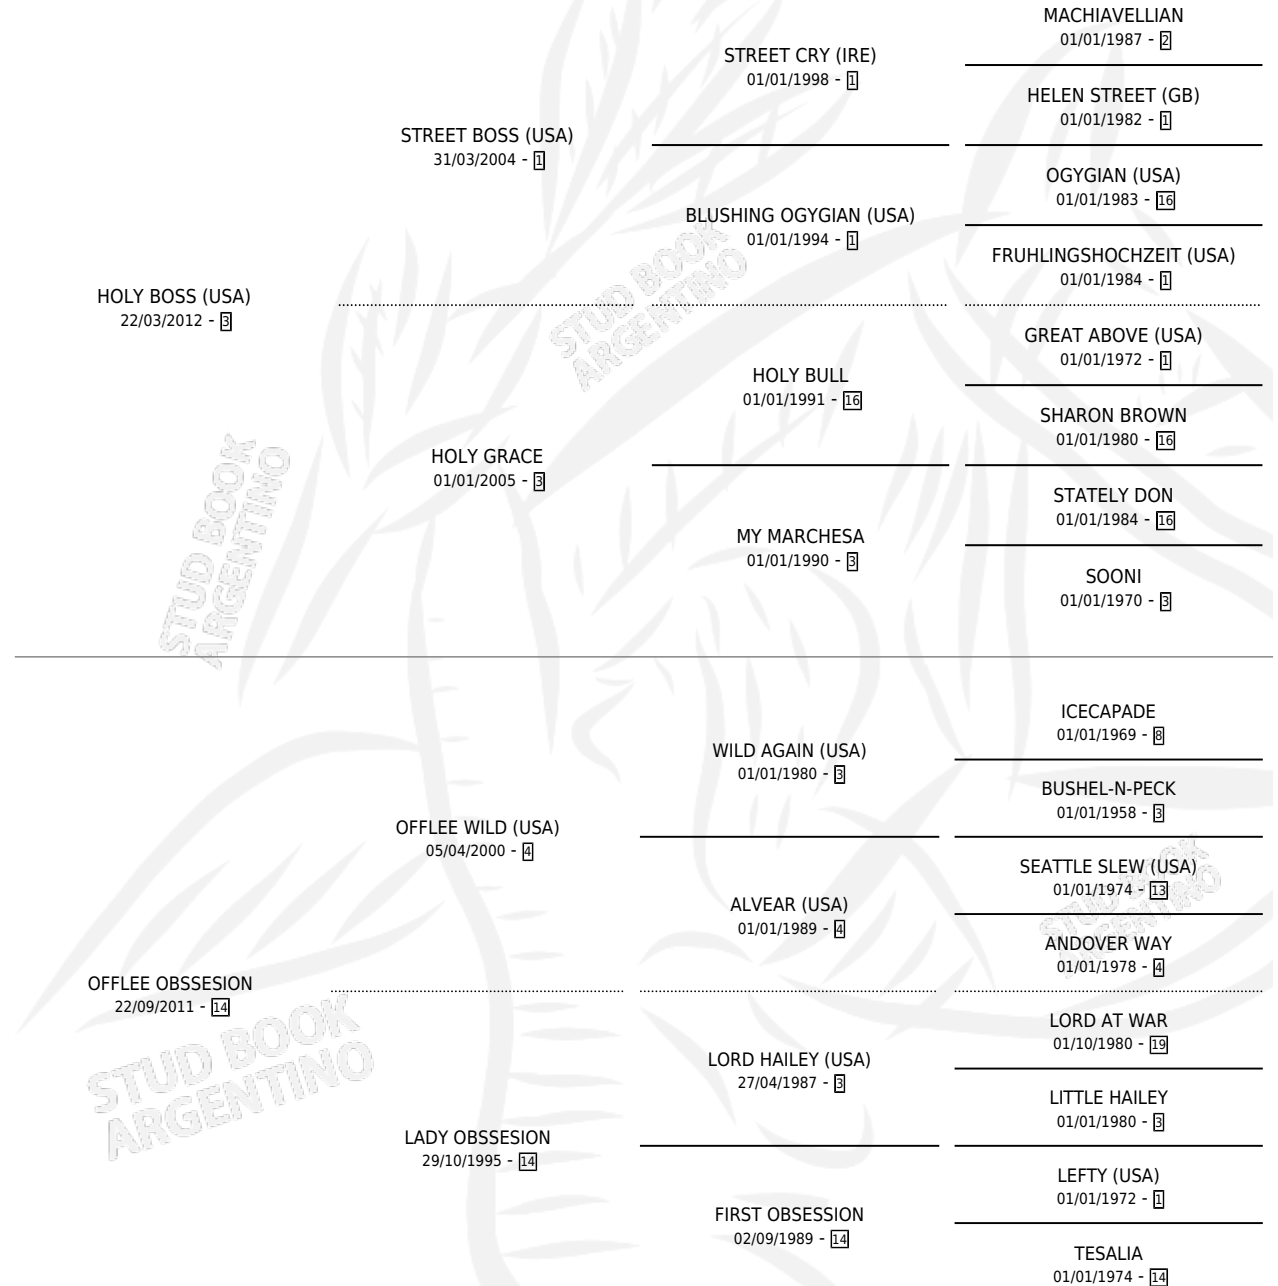 MACHIAVELLIAN
01/01/1987 - 2
STREET CRY (IRE)
01/01/1998 - 1
HELEN STREET (GB)
01/01/1982 - 1
STREET BOSS (USA)
31/03/2004 - 1
OGYGIAN (USA)
01/01/1983 - 16
BLUSHING OGYGIAN (USA)
01/01/1994 - 1
FRUHLINGSHOCHZEIT (USA)
01/01/1984 - 1
HOLY BOSS (USA)
22/03/2012 - 3
GREAT ABOVE (USA)
01/01/1972 - 1
HOLY BULL
01/01/1991 - 16
SHARON BROWN
01/01/1980 - 16
HOLY GRACE
01/01/2005 - 3
STATELY DON
01/01/1984 - 16
MY MARCHESA
01/01/1990 - 3
SOONI
01/01/1970 - 3
STUD BOOK
ARGENTINO
STUD BOOK
ARGENTINO
ICECAPADE
01/01/1969 - 8
WILD AGAIN (USA)
01/01/1980 - 3
BUSHEL-N-PECK
01/01/1958 - 3
OFFLEE WILD (USA)
05/04/2000 - 4
SEATTLE SLEW (USA)
01/01/1974 - 13
ALVEAR (USA)
01/01/1989 - 4
ANDOVER WAY
01/01/1978 - 4
STUD BOOK
ARGENTINO
OFFLEE OBSSESION
22/09/2011 - 14
LORD AT WAR
01/10/1980 - 19
LORD HAILEY (USA)
27/04/1987 - 3
LITTLE HAILEY
01/01/1980 - 3
LADY OBSSESION
29/10/1995 - 14
LEFTY (USA)
01/01/1972 - 1
FIRST OBSESSION
02/09/1989 - 14
TESALIA
01/01/1974 - 14
STUD BOOK
ARGENTINO